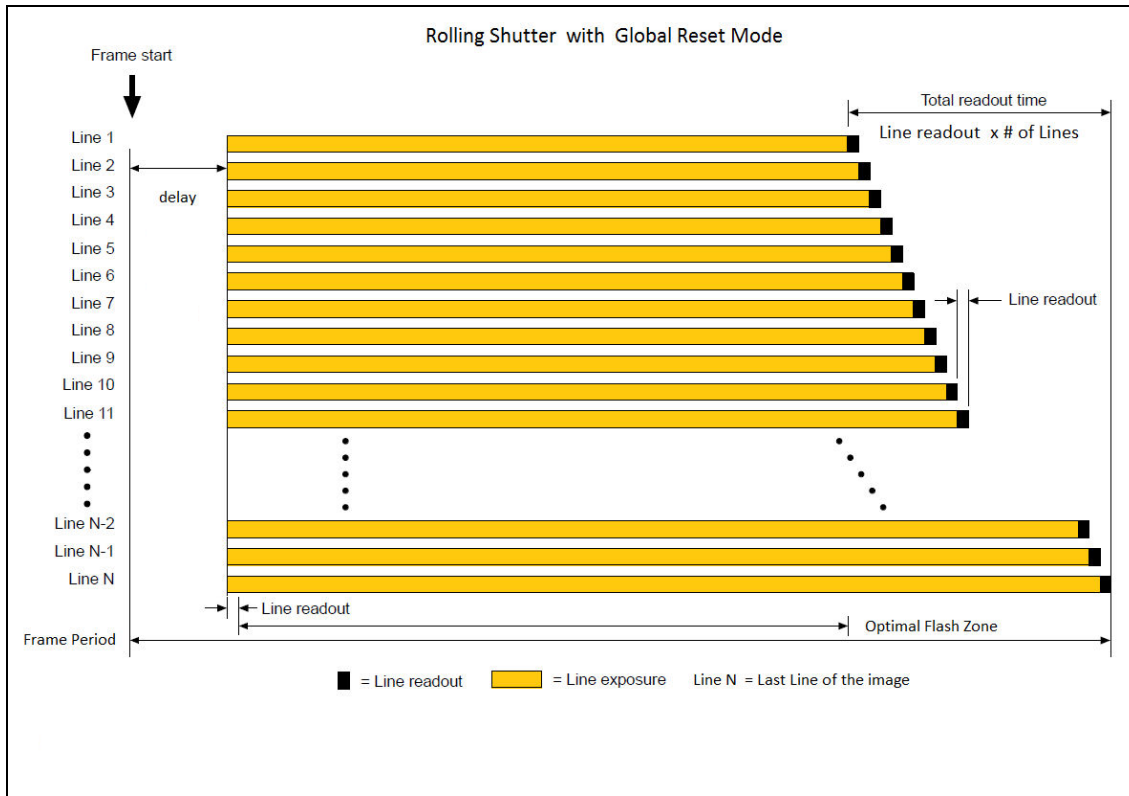 Rolling Shutter with Global Reset Mode
Frame start
Total readout time
Line readout x # of Lines
Line 1
Line 2
delay
Line 3
Line 4
Line 5
Line 6
Line 7
Line readout
Line 8
Line 9
Line 10
Line 11
Line N-2
Line N-1
Line N
Line readout
Optimal Flash Zone
Frame Period
= Line readout
= Line exposure
Line N = Last Line of the image